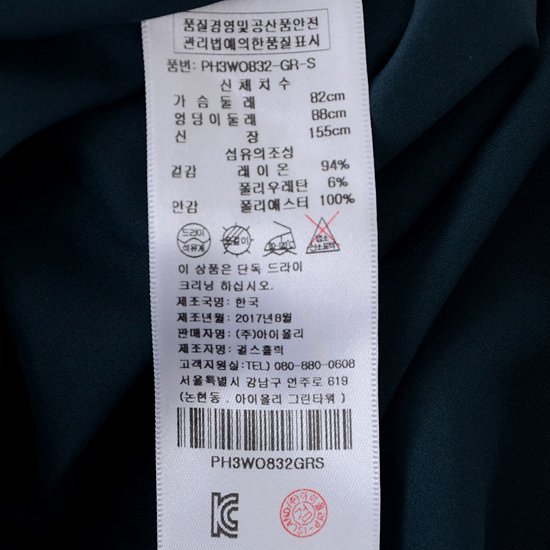 품질경영및공산품안전
관리법에의한품질표시
품번: PH3WO832-GR-S
신체치수
가슴둘레 82cm
엉덩이둘레 88cm
신 장 155cm
섬유의조성
겉감 레이온 94%
폴리우레탄 6%
안감 폴리에스터 100%
드라이
석유계
이 상품은 단독 드라이
크리닝 하십시오.
제조국명: 한국
제조년월: 2017년8월
판매자명: (주)아이올리
제조자명: 걸스홀릭
고객지원실: TEL) 080-880-0608
서울특별시 강남구 언주로 619
(논현동, 아이올리 그린타워)
PH3WO832GRS